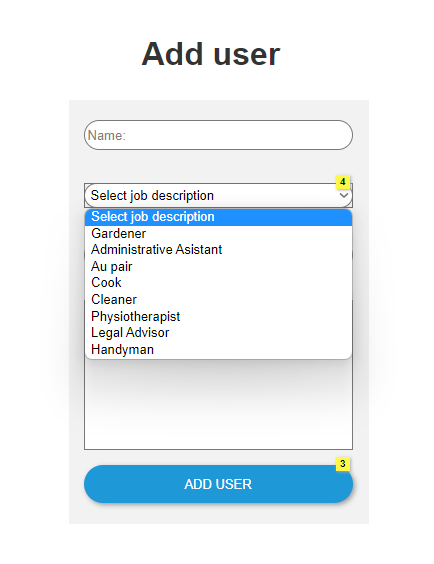 Add user
Name:
4
Select job description
Select job description
Gardener
Administrative Asistant
Au pair
Cook
Cleaner
Physiotherapist
Legal Advisor
Handyman
3
ADD USER